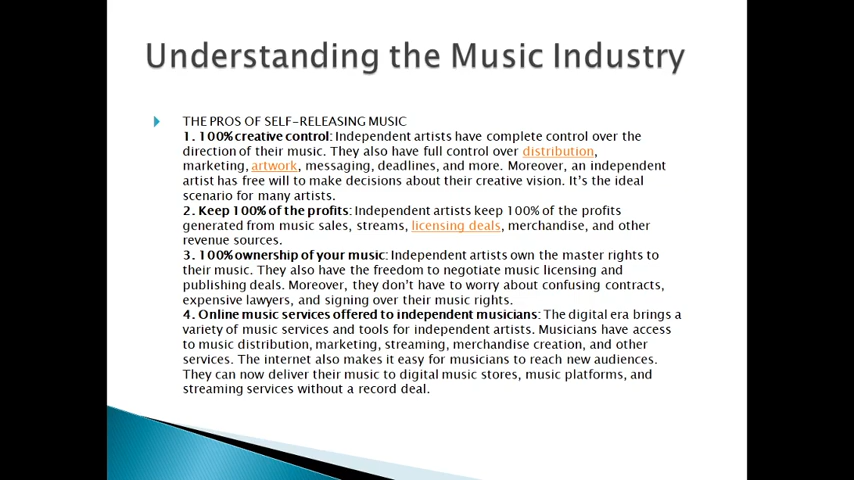 Understanding the Music Industry
THE PROS OF SELF-RELEASING MUSIC
1. 100% creative control: Independent artists have complete control over the
direction of their music. They also have full control over distribution,
marketing, artwork, messaging, deadlines, and more. Moreover, an independent
artist has free will to make decisions about their creative vision. It's the ideal
scenario for many artists.
2. Keep 100% of the profits: Independent artists keep 100% of the profits
generated from music sales, streams, licensing deals, merchandise, and other
revenue sources.
3. 100% ownership of your music: Independent artists own the master rights to
their music. They also have the freedom to negotiate music licensing and
publishing deals. Moreover, they don't have to worry about confusing contracts,
expensive lawyers, and signing over their music rights.
4. Online music services offered to independent musicians: The digital era brings a
variety of music services and tools for independent artists. Musicians have access
to music distribution, marketing, streaming, merchandise creation, and other
services. The internet also makes it easy for musicians to reach new audiences.
They can now deliver their music to digital music stores, music platforms, and
streaming services without a record deal.